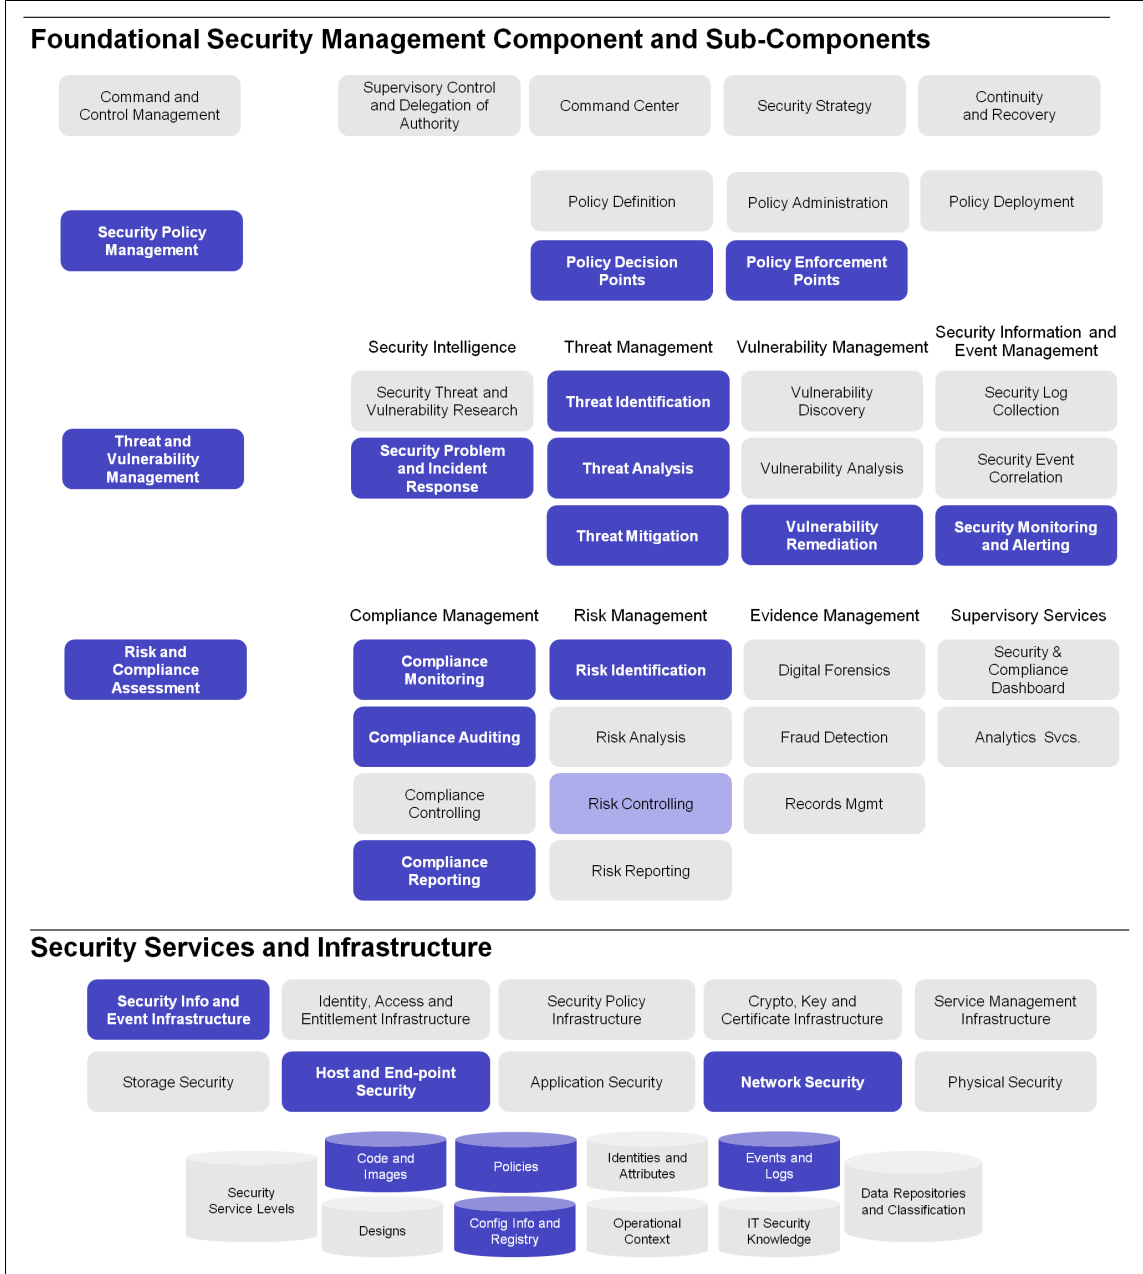 Foundational Security Management Component and Sub-Components
Command and
Control Management
Supervisory Control
and Delegation of
Authority
Command Center
Security Strategy
Continuity
and Recovery
Security Policy
Management
Policy Definition
Policy Administration
Policy Deployment
Policy Decision
Points
Policy Enforcement
Points
Threat and
Vulnerability
Management
Security Intelligence
Threat Management
Vulnerability Management
Security Information and
Event Management
Security Threat and
Vulnerability Research
Threat Identification
Vulnerability
Discovery
Security Log
Collection
Security Problem
and Incident
Response
Threat Analysis
Vulnerability Analysis
Security Event
Correlation
Threat Mitigation
Vulnerability
Remediation
Security Monitoring
and Alerting
Risk and
Compliance
Assessment
Compliance Management
Risk Management
Evidence Management
Supervisory Services
Compliance
Monitoring
Risk Identification
Digital Forensics
Security &
Compliance
Dashboard
Compliance Auditing
Risk Analysis
Fraud Detection
Analytics Svcs.
Compliance
Controlling
Risk Controlling
Records Mgmt
Compliance
Reporting
Risk Reporting
Security Services and Infrastructure
Security Info and
Event Infrastructure
Identity, Access and
Entitlement Infrastructure
Security Policy
Infrastructure
Crypto, Key and
Certificate Infrastructure
Service Management
Infrastructure
Storage Security
Host and End-point
Security
Application Security
Network Security
Physical Security
Security
Service Levels
Code and
Images
Policies
Identities and
Attributes
Events and
Logs
Data Repositories
and Classification
Designs
Config Info and
Registry
Operational
Context
IT Security
Knowledge